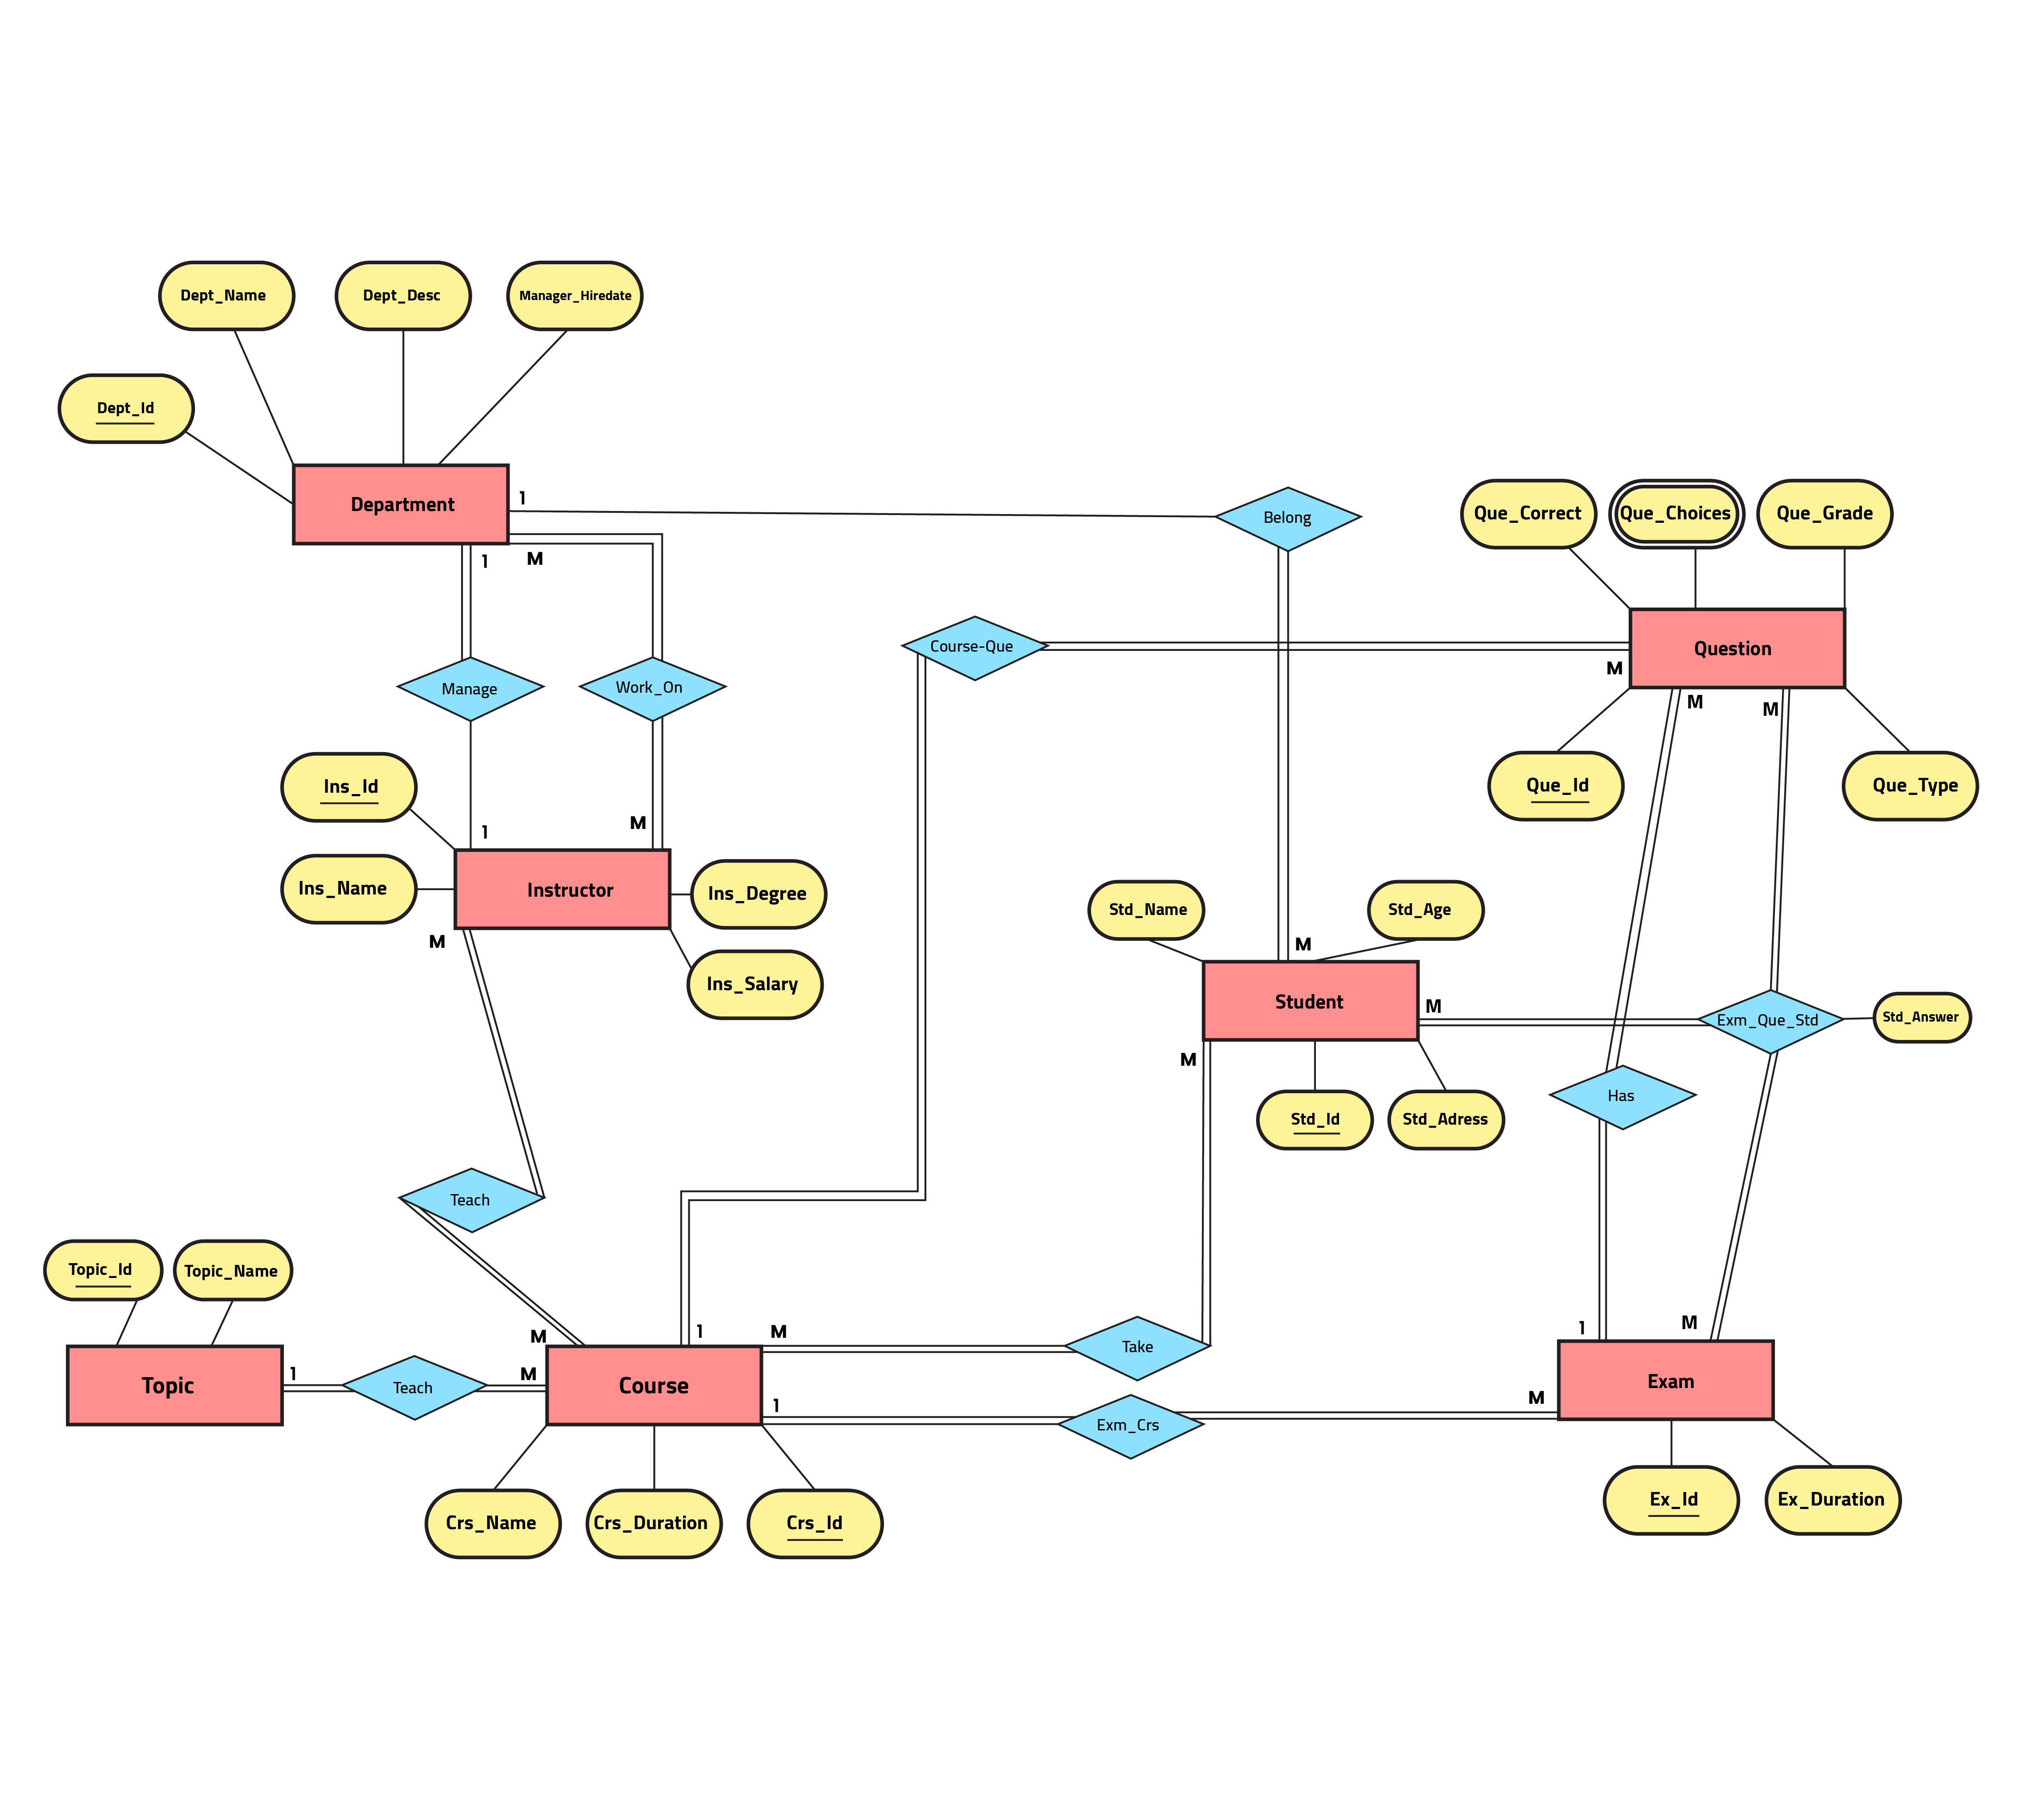 Dept_Name
Dept_Desc
Manager_Hiredate
Dept_Id
Department
1
1
M
Belong
Que_Correct
Que_Choices
Que_Grade
Course-Que
Question
M
M
M
Manage
Work_On
Que_Id
Que_Type
Ins_Id
1
M
Ins_Name
Instructor
Ins_Degree
M
Ins_Salary
Std_Name
Std_Age
M
Student
M
M
Exm_Que_Std
Std_Answer
Std_Id
Std_Adress
Has
Teach
Topic_Id
Topic_Name
M
1
M
Take
1
M
Topic
1
Teach
M
Course
1
Exm_Crs
M
Exam
Crs_Name
Crs_Duration
Crs_Id
Ex_Id
Ex_Duration